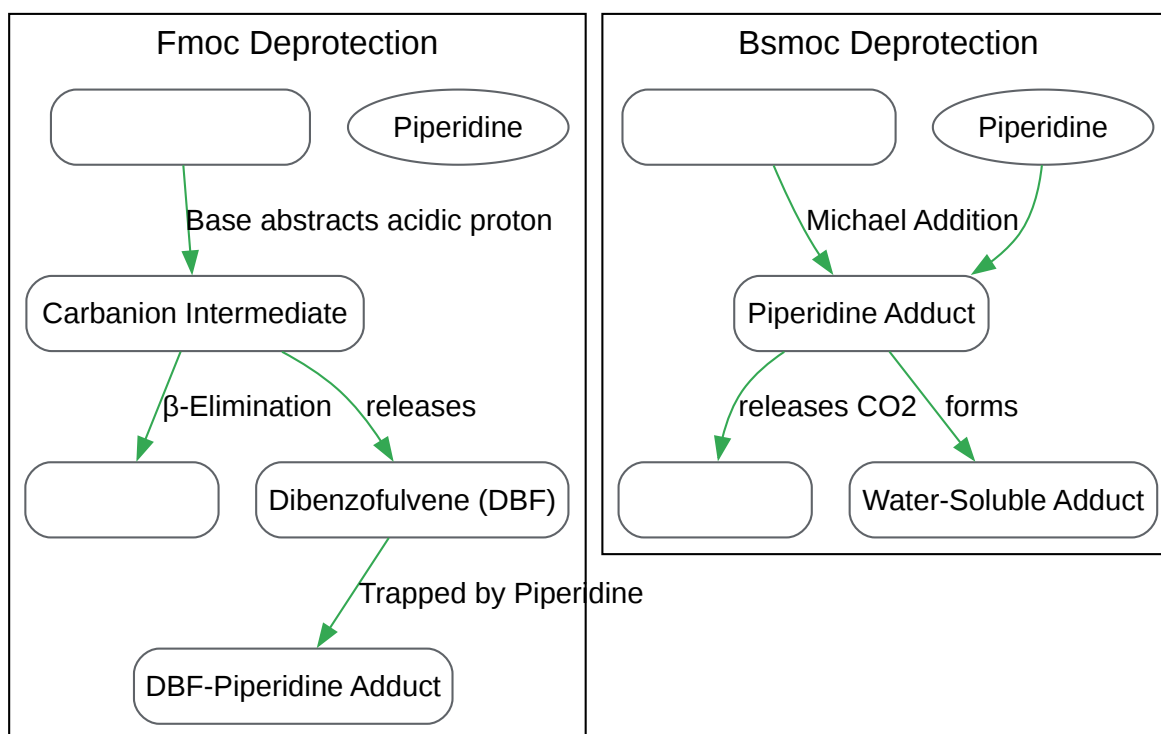 Fmoc Deprotection
Piperidine
Base abstracts acidic proton
Carbanion Intermediate
β-Elimination
releases
Dibenzofulvene (DBF)
Trapped by Piperidine
DBF-Piperidine Adduct
Bsmoc Deprotection
Piperidine
Michael Addition
Piperidine Adduct
releases CO2
forms
Water-Soluble Adduct